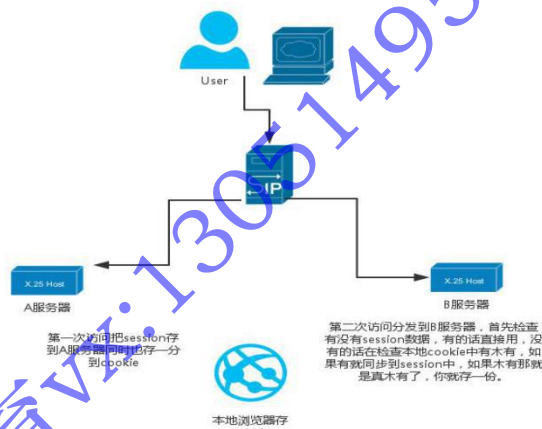 User
SIP
X.25 Host
A服务器
X.25 Host
B服务器
第一次访问把session存
到A服务器同时也存一分
到cookie
第二次访问分发到B服务器，首先检查
有没有session数据，有的话直接用，没
有的话在检查本地cookie中有木有，如
果有就同步到session中，如果木有那就
是真木有了，你就存一份。
本地浏览器存
vx:13051495